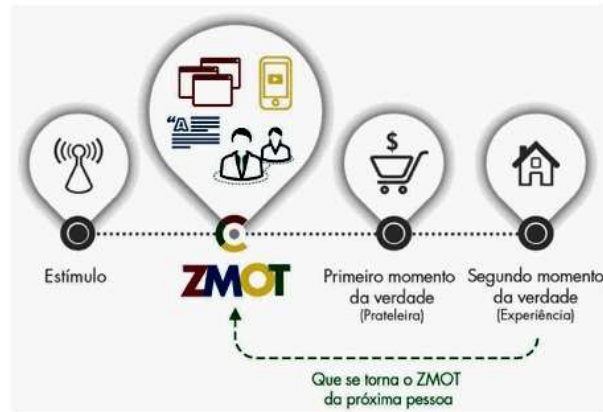 "A
$
Estímulo
ZMOT
Primeiro momento
da verdade
(Prateleira)
Segundo momento
da verdade
(Experiência)
Que se torna o ZMOT
da próxima pessoa